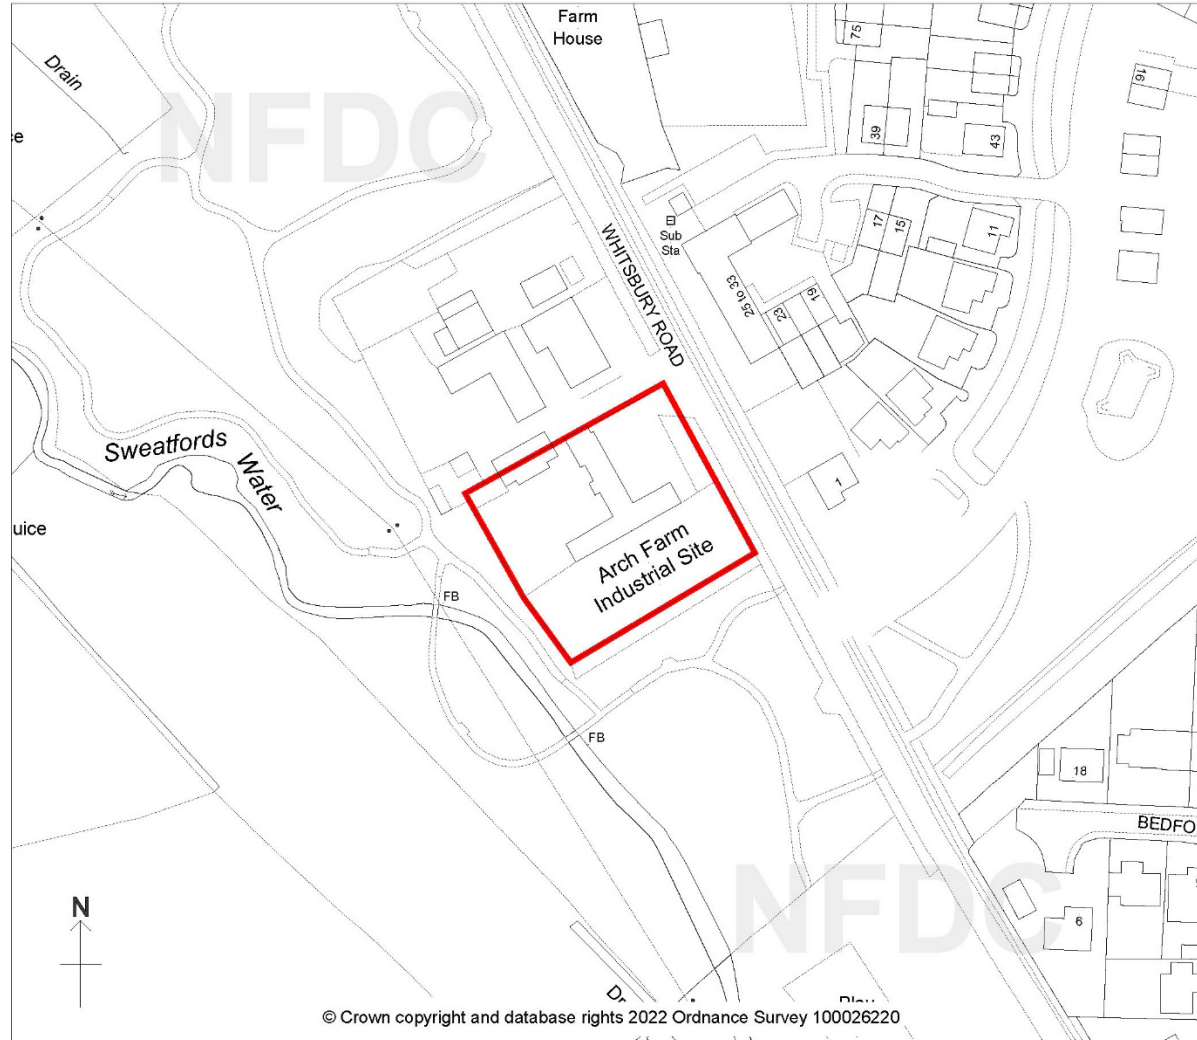 Farm
House
75
16
Drain
NFDC
39
43
El
Sub
Sta
17
15
11
WHITSBURY ROAD
25 to 33
23
19
Sweatfords
Water
1
Arch Farm
Industrial Site
FB
FB
18
BEDFO
6
N
NFDC
© Crown copyright and database rights 2022 Ordnance Survey 100026220